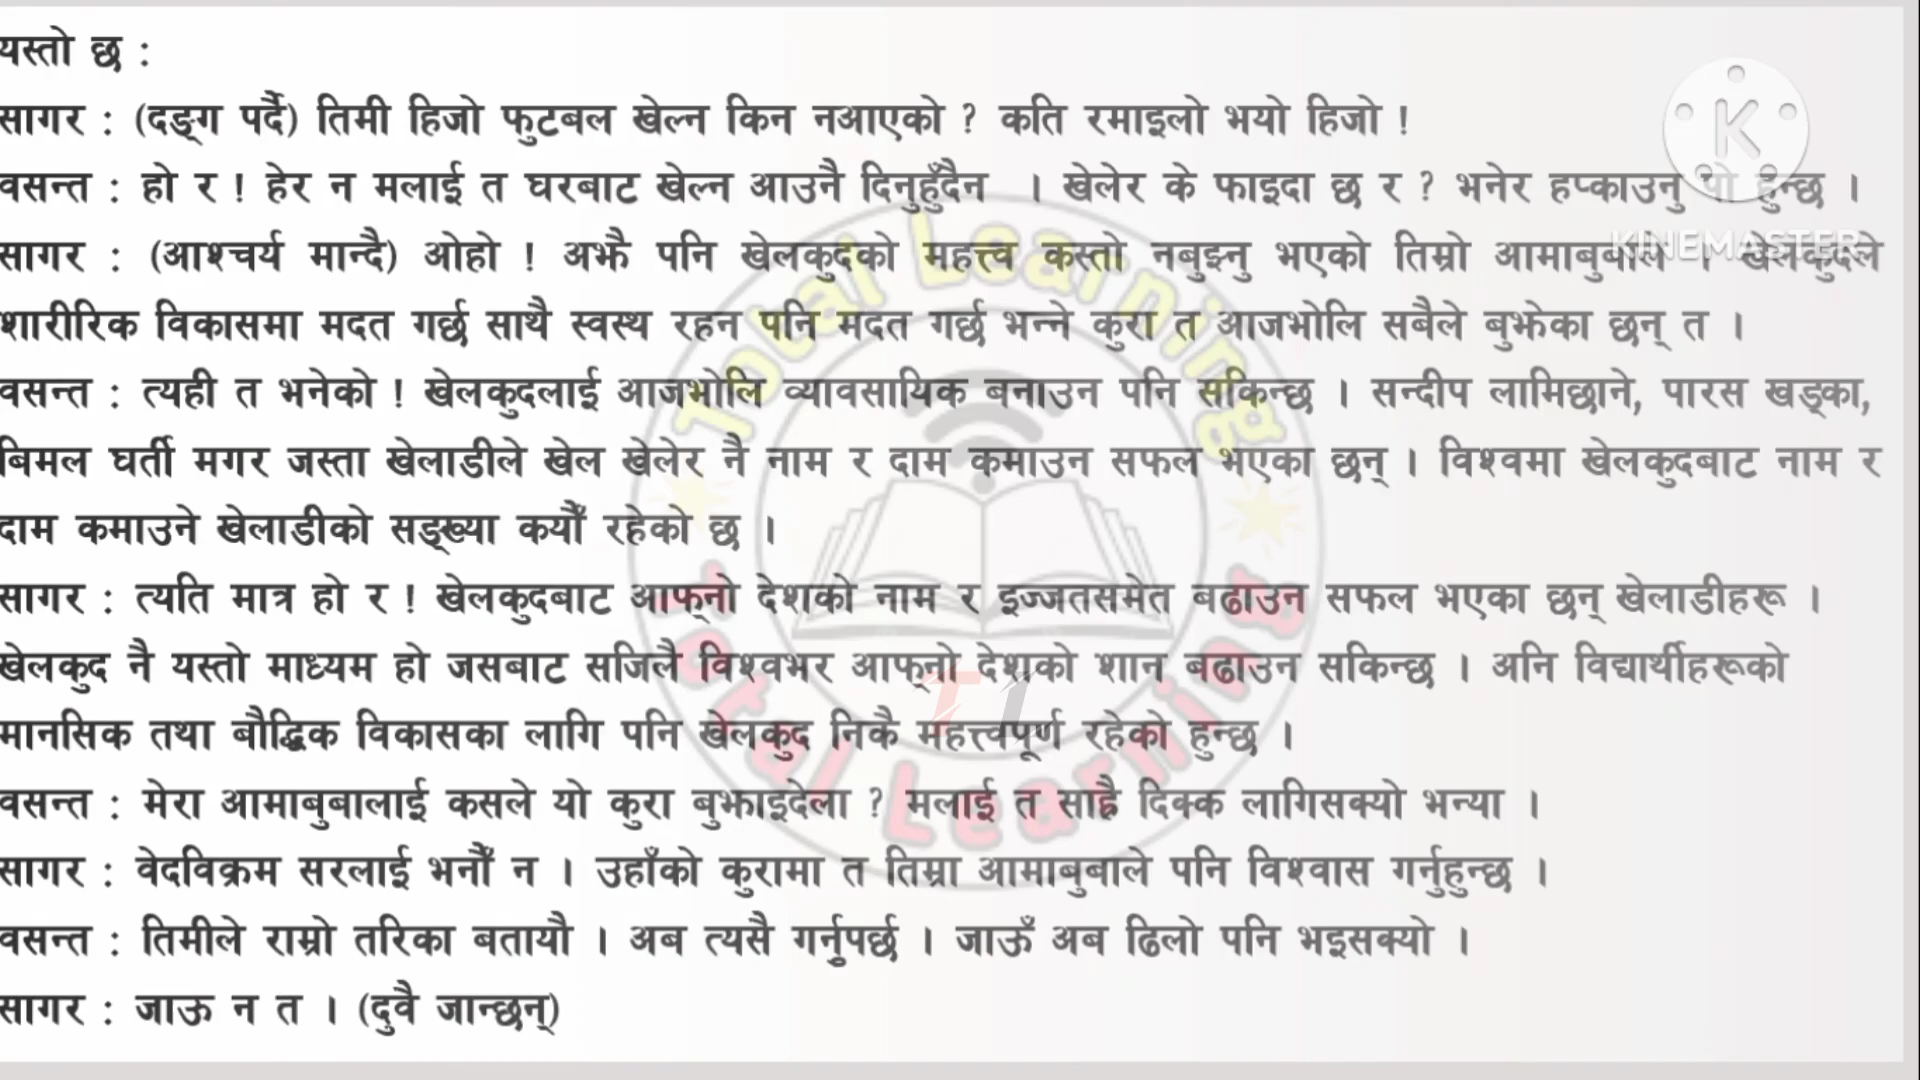 यस्तो छ :
सागर : (दङ्ग पर्दै) तिमी हिजो फुटबल खेल्न किन नआएको ? कति रमाइलो भयो हिजो !
वसन्त : हो र ! हेर न मलाई त घरबाट खेल्न आउनै दिनुहुँदैन । खेलेर के फाइदा छ र ? भनेर हप्काउनु पो हुन्छ ।
सागर : (आश्चर्य मान्दै) ओहो ! अझै पनि खेलकुदको महत्त्व कस्तो नबुझ्नु भएको तिम्रो आमाबुबाले । खेलकुदले
शारीरिक विकासमा मदत गर्छ साथै स्वस्थ रहन पनि मदत गर्छ भन्ने कुरा त आजभोलि सबैले बुझेका छन् त ।
वसन्त : त्यही त भनेको ! खेलकुदलाई आजभोलि व्यावसायिक बनाउन पनि सकिन्छ । सन्दीप लामिछाने, पारस खड्का,
बिमल घर्ती मगर जस्ता खेलाडीले खेल खेलेर नै नाम र दाम कमाउन सफल भएका छन् । विश्वमा खेलकुदबाट नाम र
दाम कमाउने खेलाडीको सङ्ख्या कयौँ रहेको छ ।
सागर : त्यति मात्र हो र ! खेलकुदबाट आफ्नो देशको नाम र इज्जतसमेत बढाउन सफल भएका छन् खेलाडीहरू ।
खेलकुद नै यस्तो माध्यम हो जसबाट सजिलै विश्वभर आफ्नो देशको शान बढाउन सकिन्छ । अनि विद्यार्थीहरूको
मानसिक तथा बौद्धिक विकासका लागि पनि खेलकुद निकै महत्त्वपूर्ण रहेको हुन्छ ।
वसन्त : मेरा आमाबुबालाई कसले यो कुरा बुझाइदेला ? मलाई त साह्रै दिक्क लागिसक्यो भन्या ।
सागर : वेदविक्रम सरलाई भनौँ न । उहाँको कुरामा त तिम्रा आमाबुबाले पनि विश्वास गर्नुहुन्छ ।
वसन्त : तिमीले राम्रो तरिका बतायौ । अब त्यसै गर्नुपर्छ । जाऊँ अब ढिलो पनि भइसक्यो ।
सागर : जाऊ न त । (दुवै जान्छन्)
K
KINEMASTER
Total Learning
TL
Total Learning